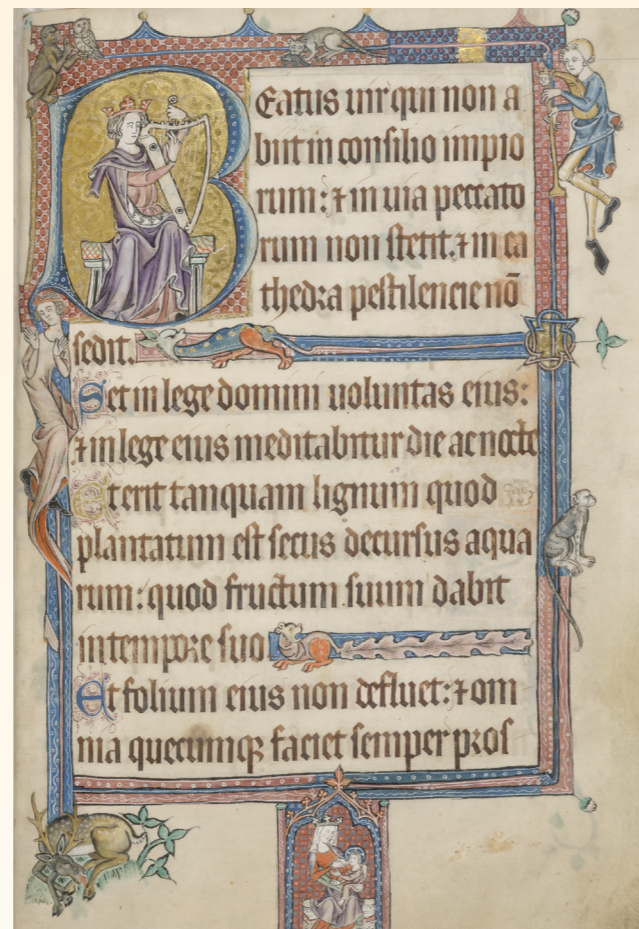 Beatus uir qui non a
biit in consilio impio
rum: ⁊ in uia peccato
rum non stetit. ⁊ in ca
thedra pestilencie nō
sedit.
Set in lege domini uoluntas eius:
⁊ in lege eius meditabitur die ac nocte
Et erit tanquam lignum quod
plantatum est secus decursus aqua
rum: quod fructum suum dabit
in tempore suo
Et folium eius non defluet: ⁊ om
nia quecumqꝫ faciet semper pros